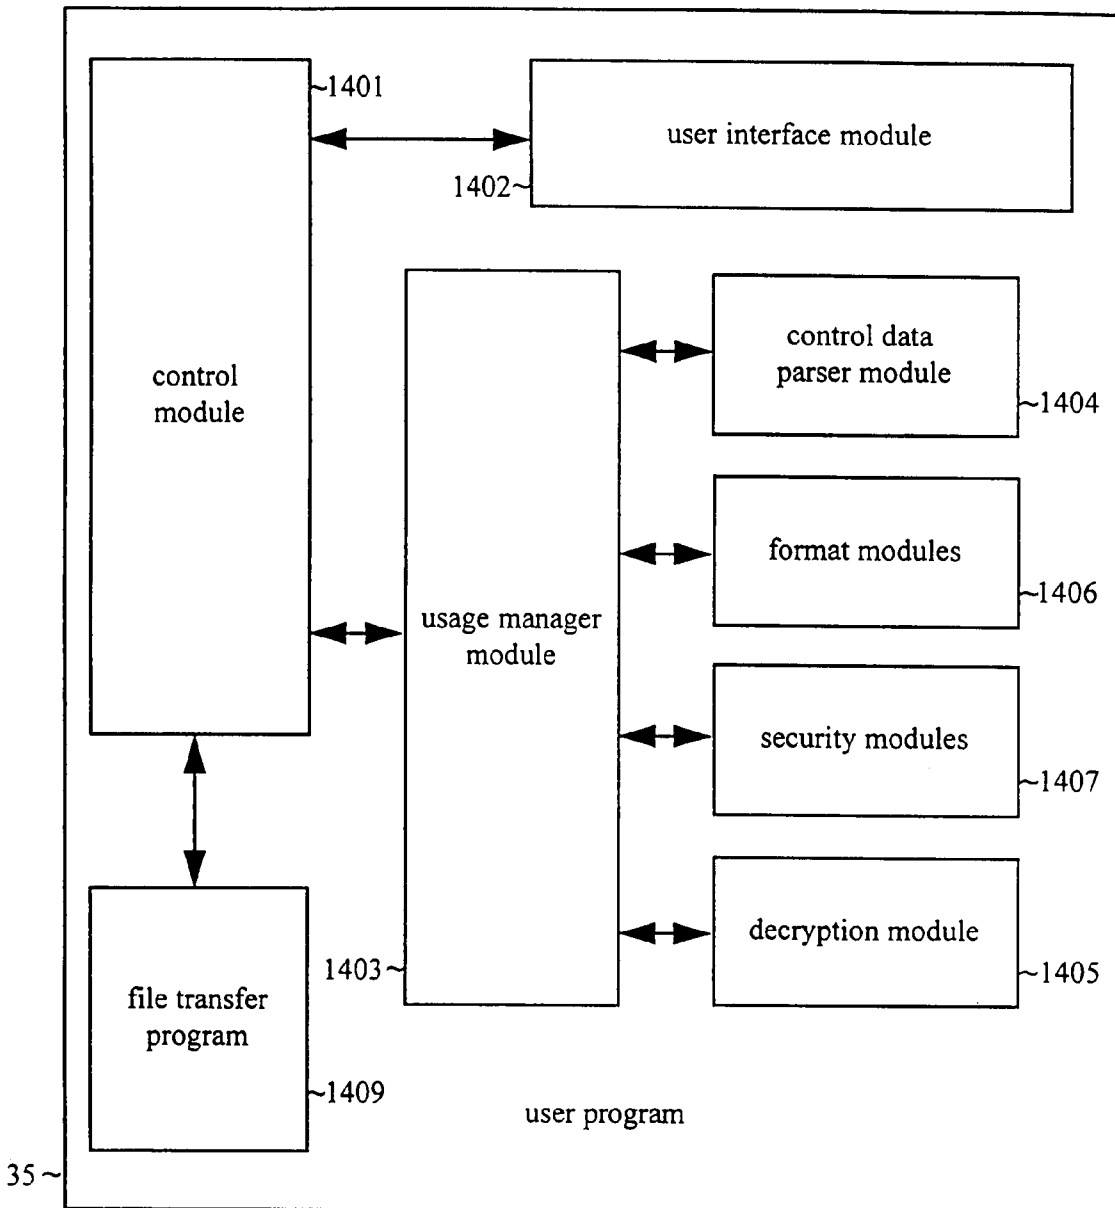 ~1401
user interface module
1402~
control data
parser module
~1404
control
module
format modules
~1406
usage manager
module
security modules
~1407
decryption module
~1405
1403~
file transfer
program
~1409
user program
35~